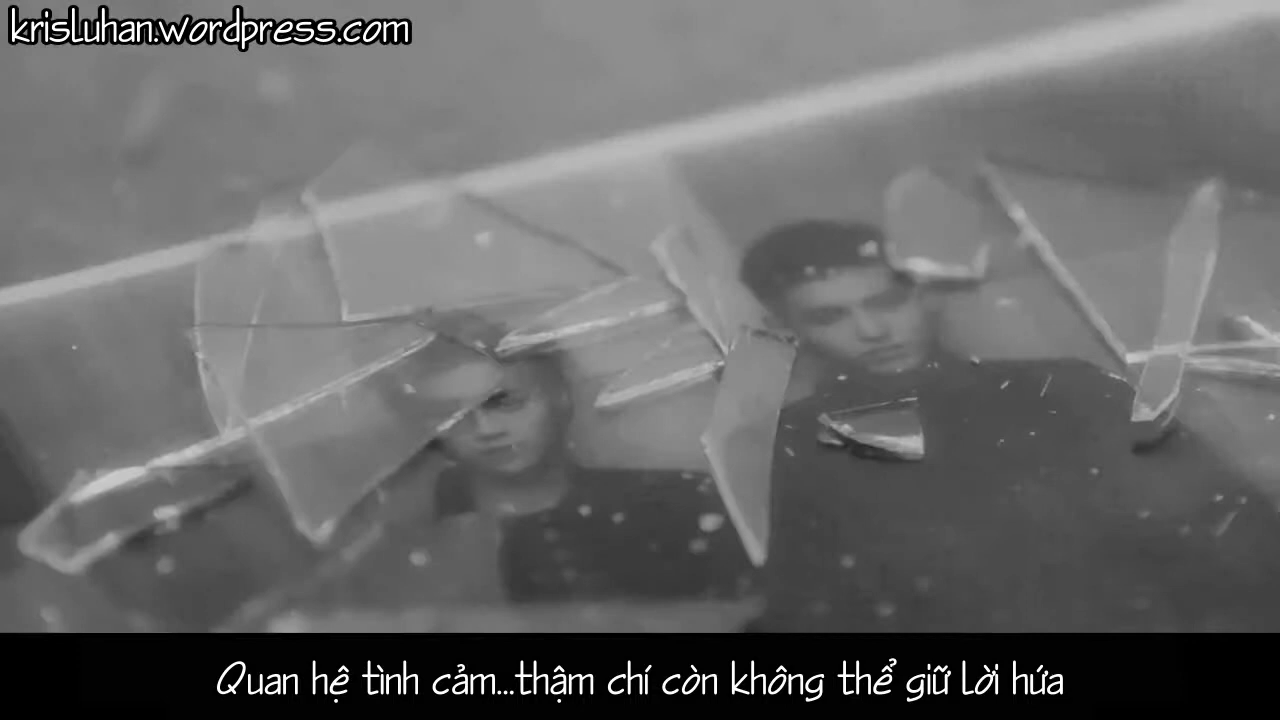 krisluhan.wordpress.com
Quan hệ tình cảm...thậm chí còn không thể giữ lời hứa